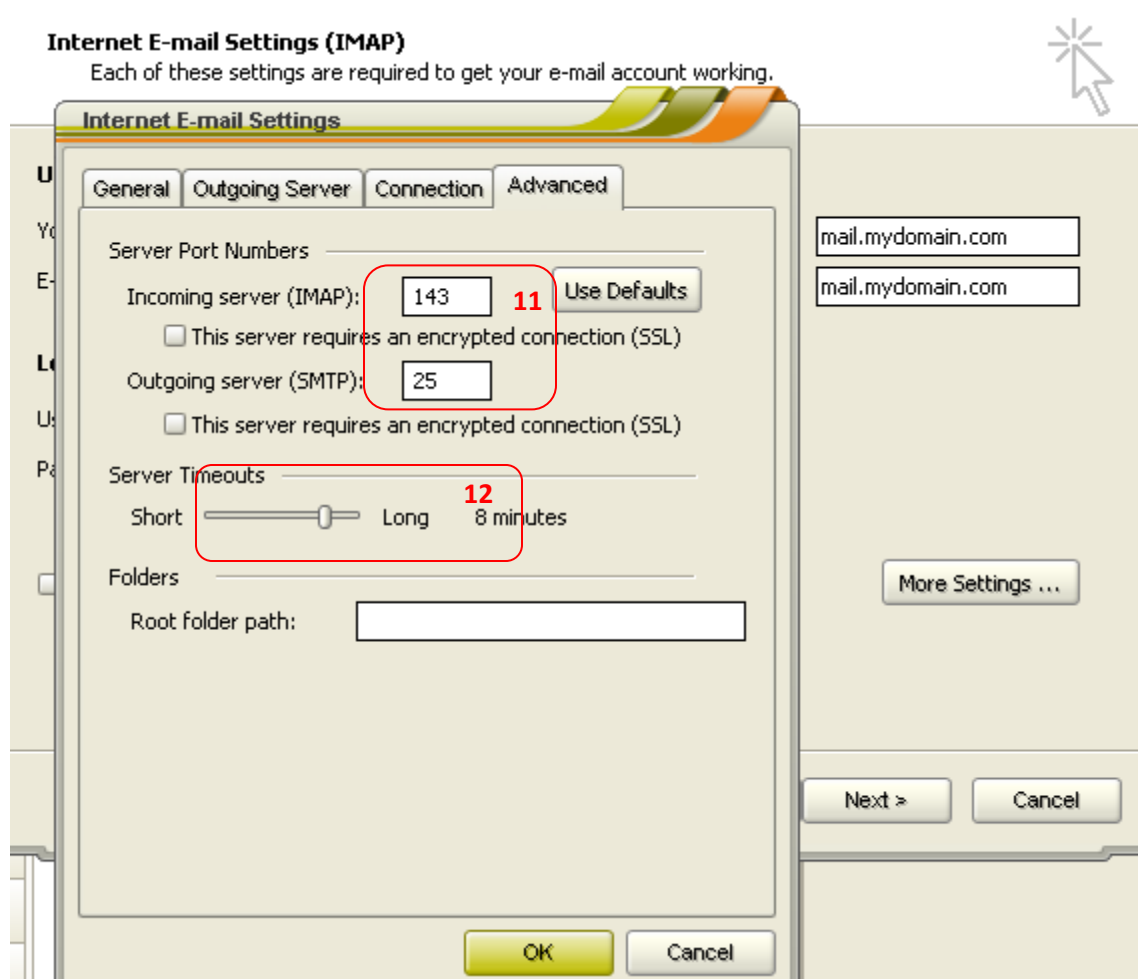 Internet E-mail Settings (IMAP)
Each of these settings are required to get your e-mail account working.
Internet E-mail Settings
General Outgoing Server Connection Advanced
Server Port Numbers
mail.mydomain.com
Incoming server (IMAP): 143 11 Use Defaults
E- mail.mydomain.com
This server requires an encrypted connection (SSL)
Outgoing server (SMTP): 25
This server requires an encrypted connection (SSL)
Server Timeouts
12
Short Long 8 minutes
Folders
More Settings ...
Root folder path:
Next > Cancel
OK Cancel